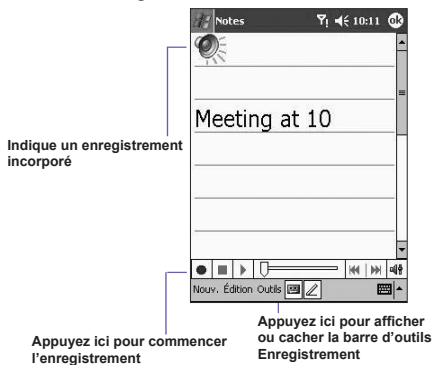 Notes 10:11 ok
Meeting at 10
Indique un enregistrement
incorporé
Nouv. Édition Outils
Appuyez ici pour commencer
l'enregistrement
Appuyez ici pour afficher
ou cacher la barre d'outils
Enregistrement